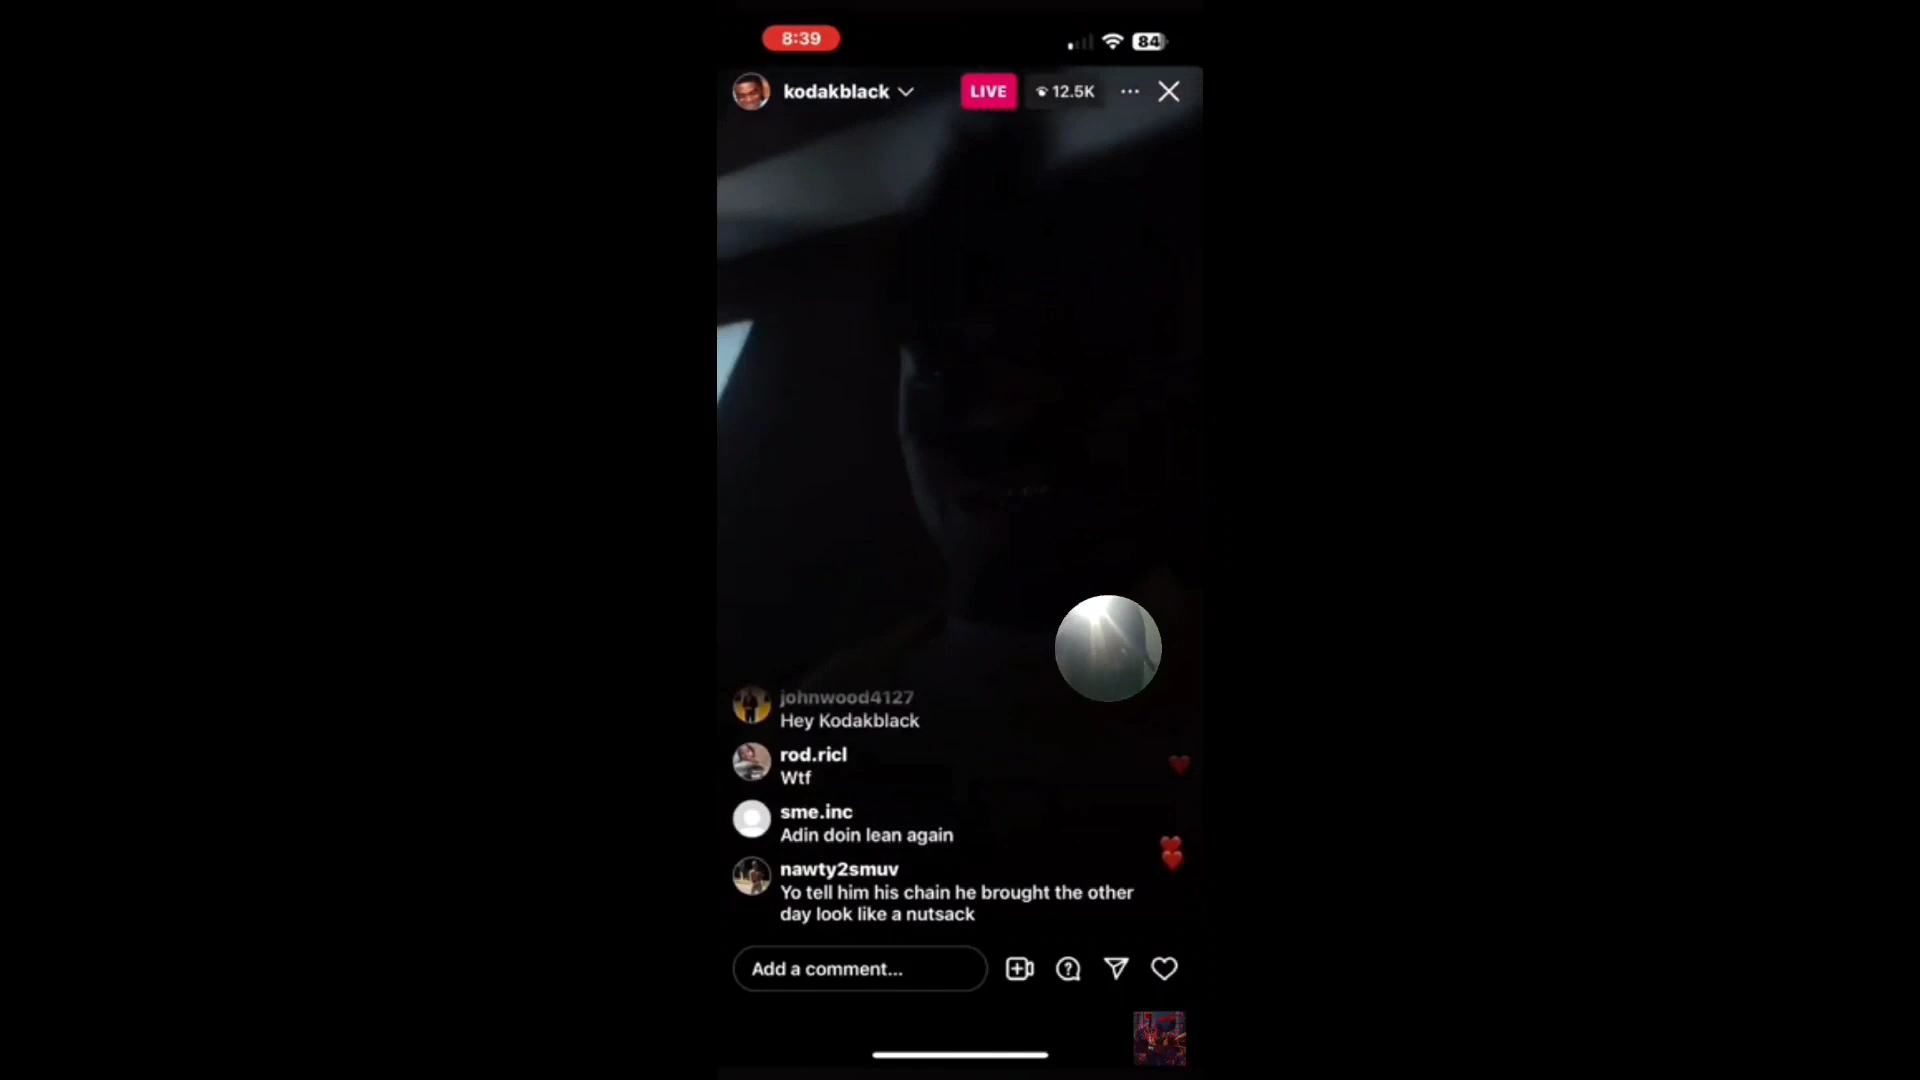 8:39
84
kodakblack
LIVE
12.5K
johnwood4127
Hey Kodakblack
rod.ricl
Wtf
sme.inc
Adin doin lean again
nawty2smuv
Yo tell him his chain he brought the other
day look like a nutsack
Add a comment...